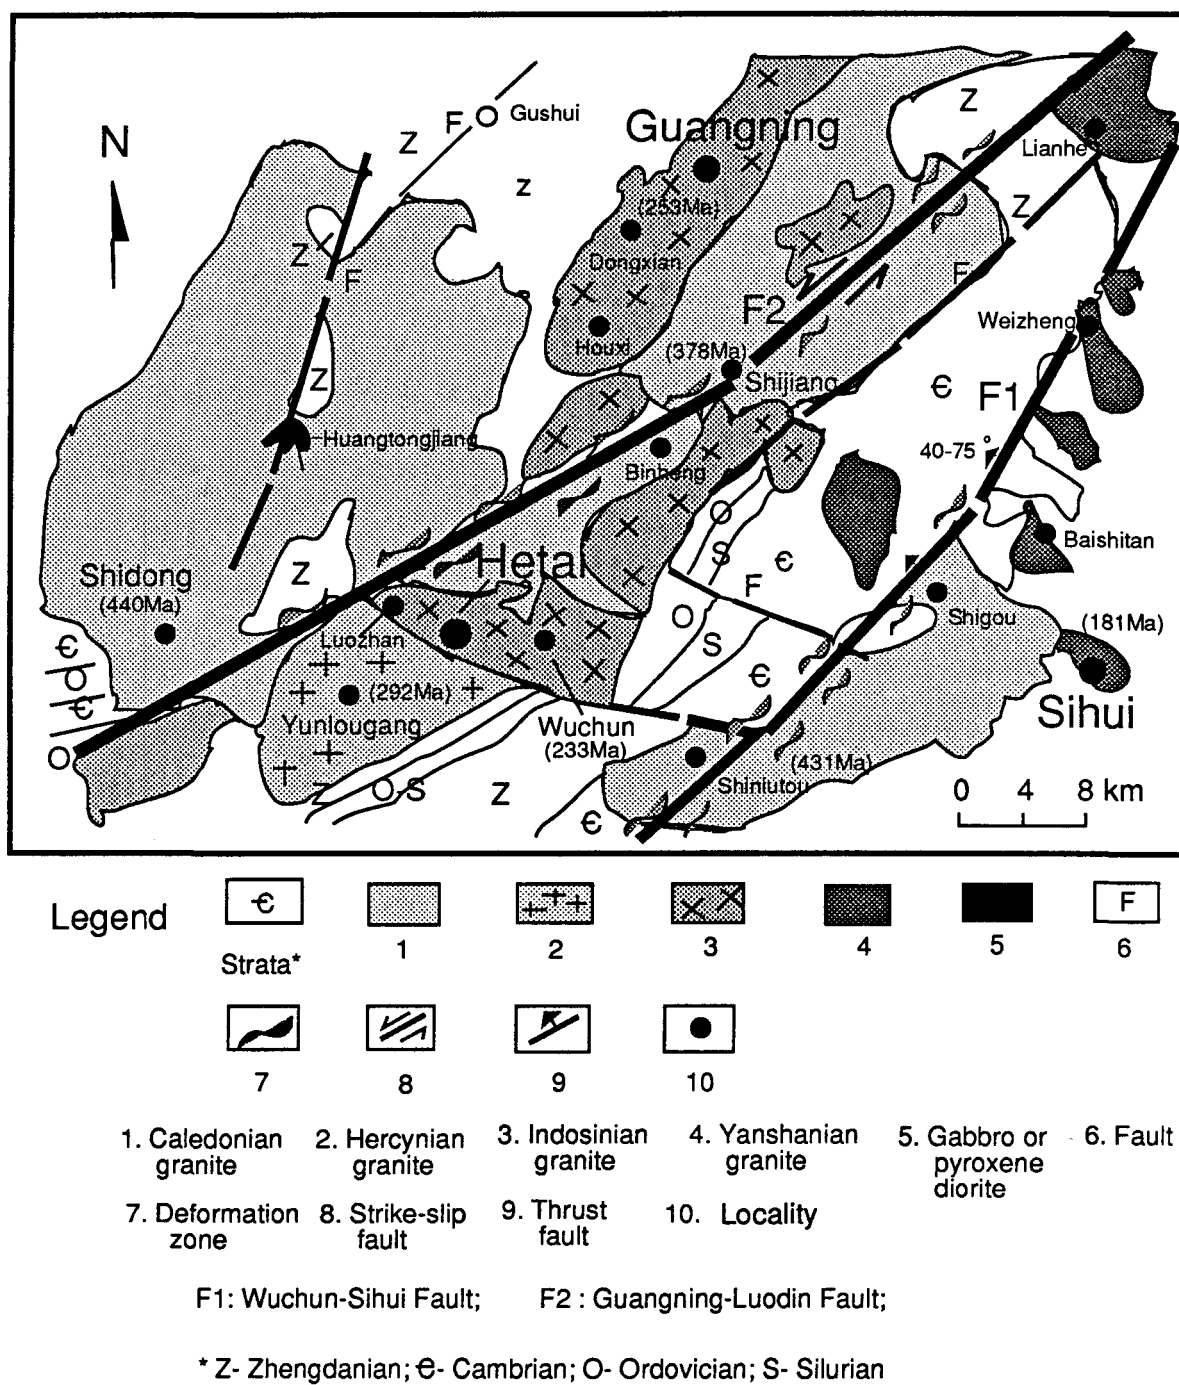 Z
F
Gushui
Z
N
z
Guangning
Z
Lianhe
(253Ma)
Dongxian
Z
Z
F
F
F2
Houxi
(378Ma)
Shijiang
Weizheng
Z
Є
F1
Huangtongjiang
40-75°
Binheng
O
S
Є
Hetai
Z
F
Baishitan
Shidong
(440Ma)
Shigou
O
S
(181Ma)
Є
O
Є
Luozhan
(292Ma)
Yunlougang
Є
Sihui
Wuchun
(233Ma)
O
(431Ma)
Shiniutou
Z
O-S
Z
Є
0 4 8 km
Legend
Є
F
Strata*
1 2 3 4 5 6
7 8 9 10
1. Caledonian granite
2. Hercynian granite
3. Indosinian granite
4. Yanshanian granite
5. Gabbro or pyroxene diorite
6. Fault
7. Deformation zone
8. Strike-slip fault
9. Thrust fault
10. Locality
F1: Wuchun-Sihui Fault; F2 : Guangning-Luodin Fault;
* Z- Zhengdanian; Є- Cambrian; O- Ordovician; S- Silurian